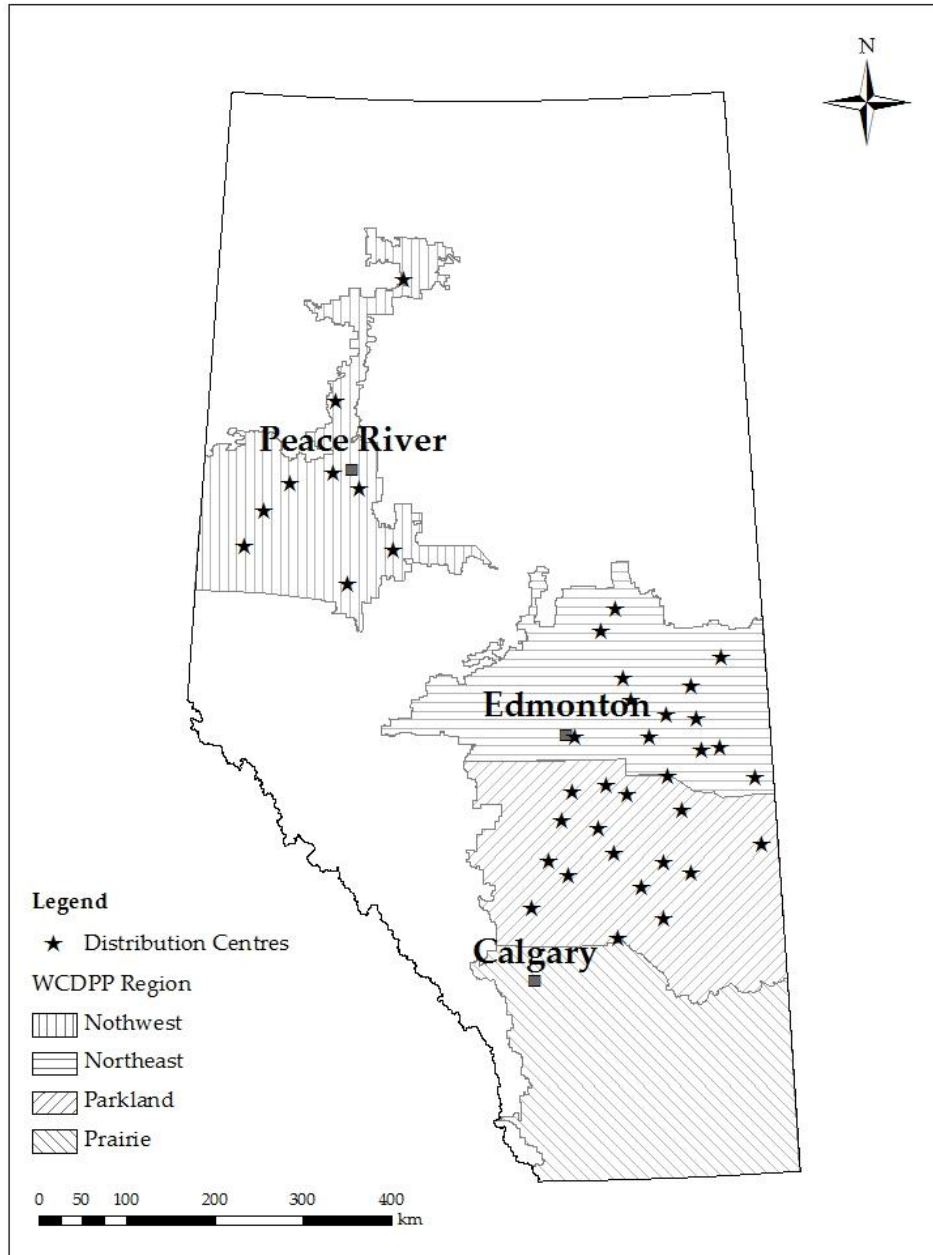 N
Peace River
Edmonton
Calgary
Legend
Distribution Centres
WCDPP Region
Nothwest
Northeast
Parkland
Prairie
0 50 100 200 300 400
km